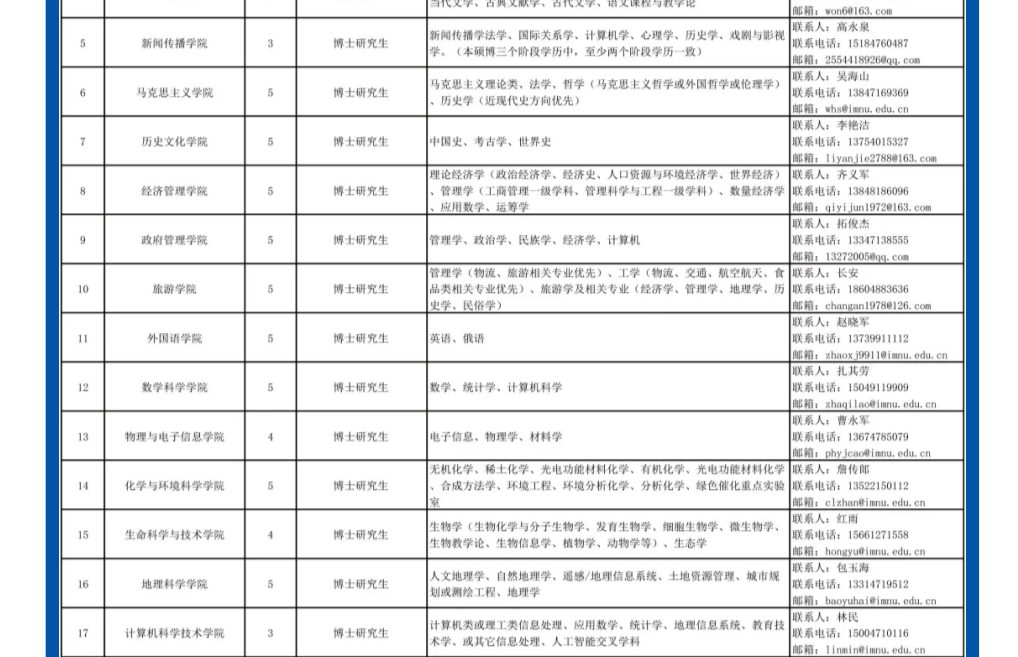 当代文学、古典文献学、古代文学、语文课程与教学论
邮箱：won6@163.com
5 新闻传播学院 3 博士研究生
新闻传播学法学、国际关系学、计算机学、心理学、历史学、戏剧与影视
学。（本硕博三个阶段学历中，至少两个阶段学历一致）
联系人：高永泉
联系电话：15184760487
邮箱：2554418926@qq.com
6 马克思主义学院 5 博士研究生
马克思主义理论类、法学、哲学（马克思主义哲学或外国哲学或伦理学）
、历史学（近现代史方向优先）
联系人：吴海山
联系电话：13847169369
邮箱：whs@imnu.edu.cn
7 历史文化学院 5 博士研究生
中国史、考古学、世界史
联系人：李艳洁
联系电话：13754015327
邮箱：liyanjie2788@163.com
8 经济管理学院 5 博士研究生
理论经济学（政治经济学、经济史、人口资源与环境经济学、世界经济）
、管理学（工商管理一级学科、管理科学与工程一级学科）、数量经济学
、应用数学、运筹学
联系人：齐义军
联系电话：13848186096
邮箱：qiyijun1972@163.com
9 政府管理学院 5 博士研究生
管理学、政治学、民族学、经济学、计算机
联系人：拓俊杰
联系电话：13347138555
邮箱：13272005@qq.com
10 旅游学院 5 博士研究生
管理学（物流、旅游相关专业优先）、工学（物流、交通、航空航天、食
品类相关专业优先）、旅游学及相关专业（经济学、管理学、地理学、历
史学、民俗学）
联系人：长安
联系电话：18604883636
邮箱：changan1978@126.com
11 外国语学院 5 博士研究生
英语、俄语
联系人：赵晓军
联系电话：13739911112
邮箱：zhaoxj9911@imnu.edu.cn
12 数学科学学院 5 博士研究生
数学、统计学、计算机科学
联系人：扎其劳
联系电话：15049119909
邮箱：zhaqilao@imnu.edu.cn
13 物理与电子信息学院 4 博士研究生
电子信息、物理学、材料学
联系人：曹永军
联系电话：13674785079
邮箱：phyjcao@imnu.edu.cn
14 化学与环境科学学院 5 博士研究生
无机化学、稀土化学、光电功能材料化学、有机化学、光电功能材料化学
、合成方法学、环境工程、环境分析化学、分析化学、绿色催化重点实验
室
联系人：詹传郎
联系电话：13522150112
邮箱：clzhan@imnu.edu.cn
15 生命科学与技术学院 4 博士研究生
生物学（生物化学与分子生物学、发育生物学、细胞生物学、微生物学、
生物教学论、生物信息学、植物学、动物学等）、生态学
联系人：红雨
联系电话：15661271558
邮箱：hongyu@imnu.edu.cn
16 地理科学学院 5 博士研究生
人文地理学、自然地理学、遥感/地理信息系统、土地资源管理、城市规
划或测绘工程、地理学
联系人：包玉海
联系电话：13314719512
邮箱：baoyuhai@imnu.edu.cn
17 计算机科学技术学院 3 博士研究生
计算机类或理工类信息处理、应用数学、统计学、地理信息系统、教育技
术学、或其它信息处理、人工智能交叉学科
联系人：林民
联系电话：15004710116
邮箱：linmin@imnu.edu.cn